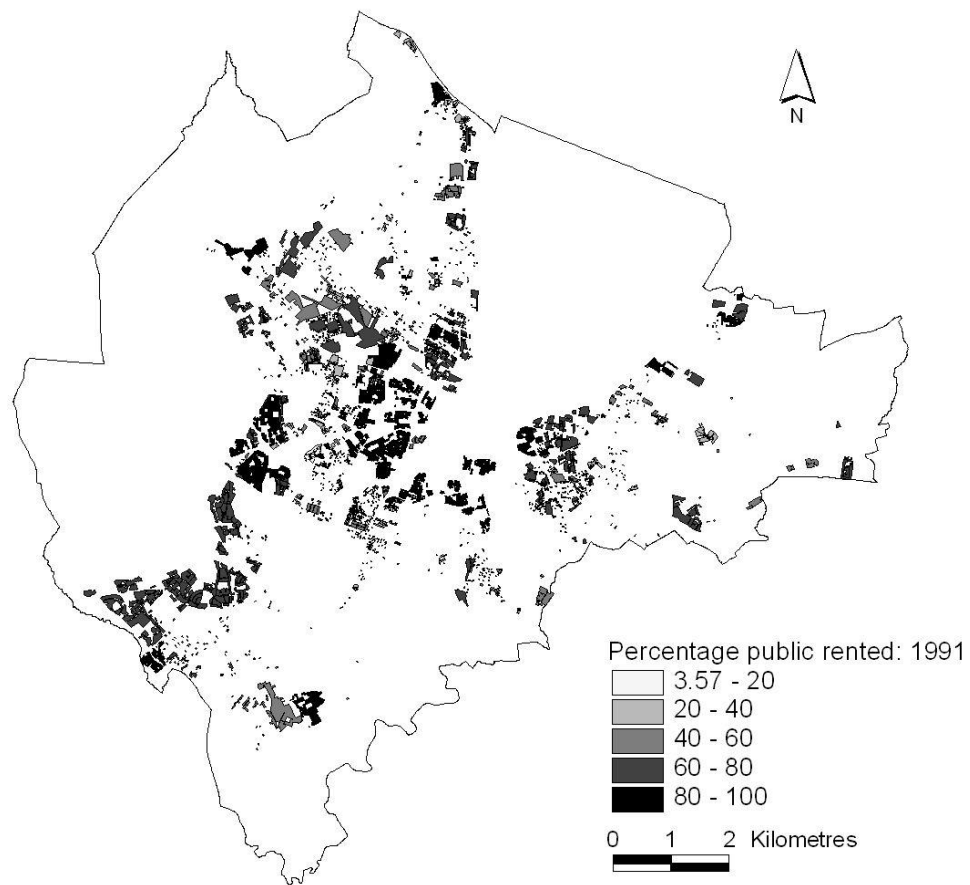 N
Percentage public rented: 1991
3.57 - 20
20 - 40
40 - 60
60 - 80
80 - 100
0 1 2 Kilometres